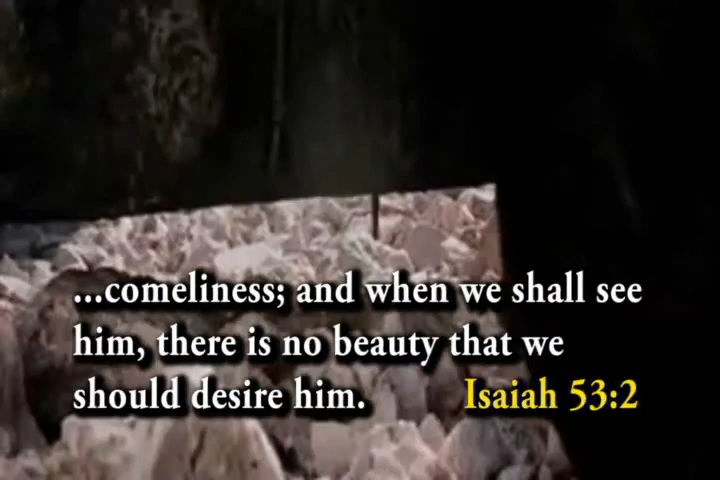 ...comeliness; and when we shall see
him, there is no beauty that we
should desire him. Isaiah 53:2